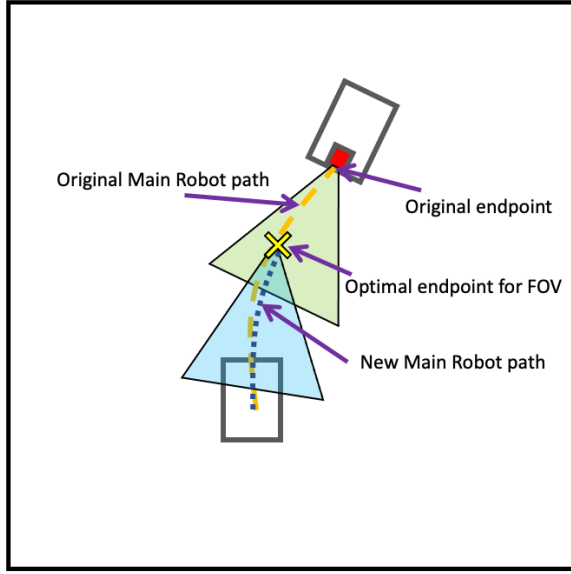 Original Main Robot path
Original endpoint
Optimal endpoint for FOV
New Main Robot path